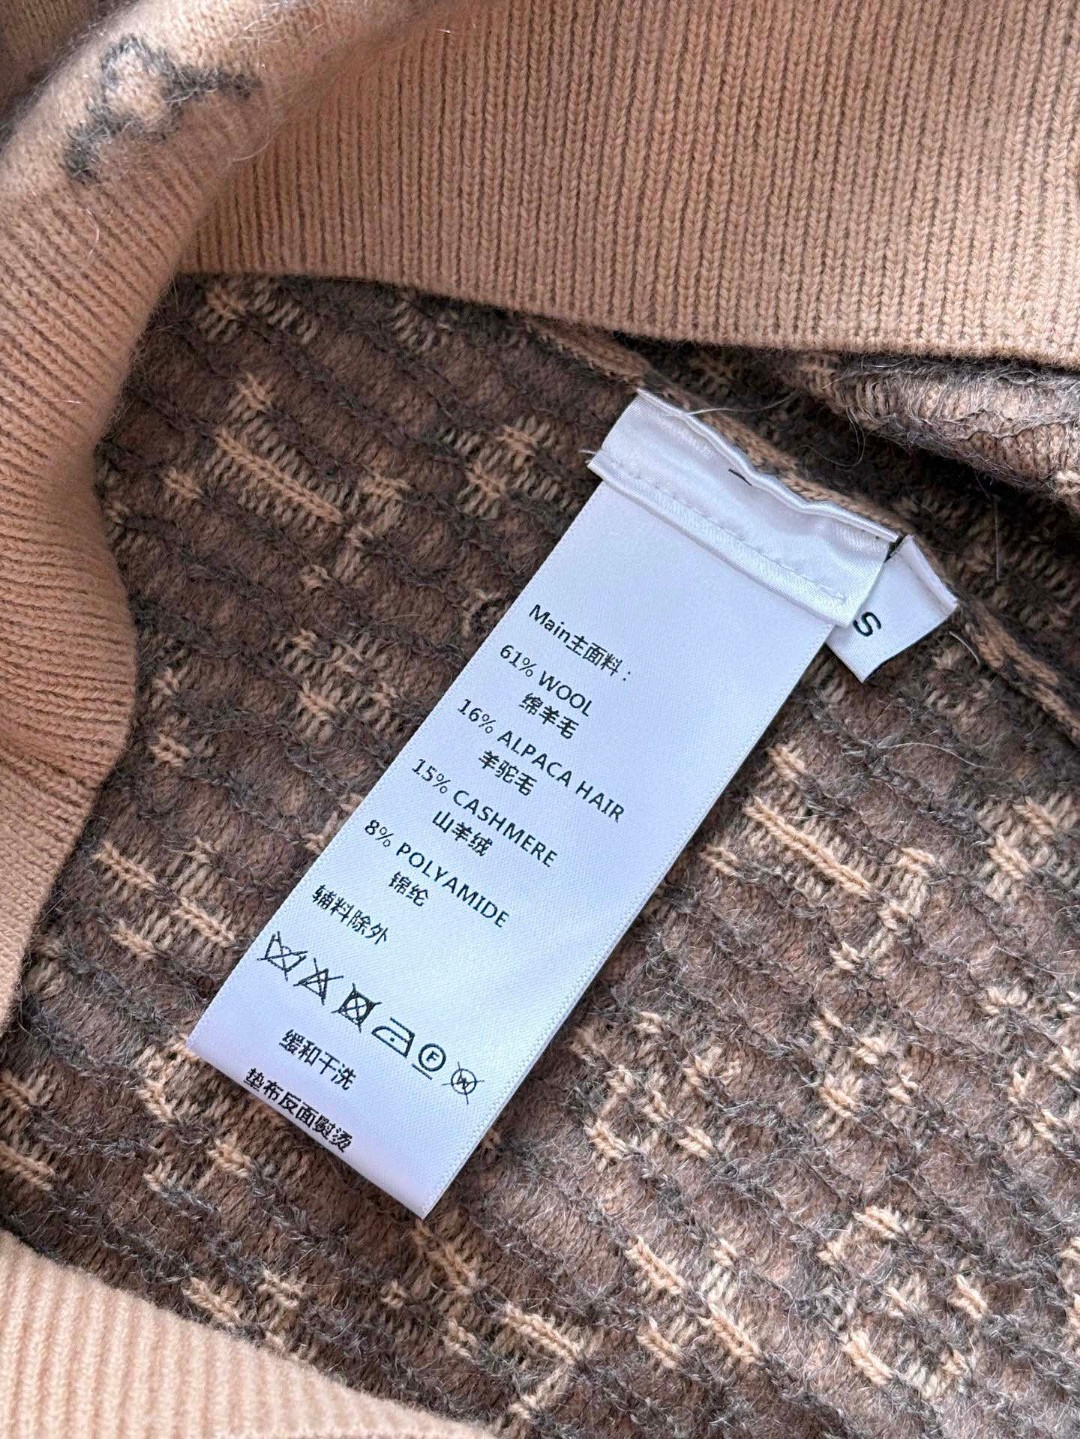 Main主面料：
61% WOOL
绵羊毛
16% ALPACA HAIR
羊驼毛
15% CASHMERE
山羊绒
8% POLYAMIDE
锦纶
辅料除外
F W
缓和干洗
垫布反面熨烫
S